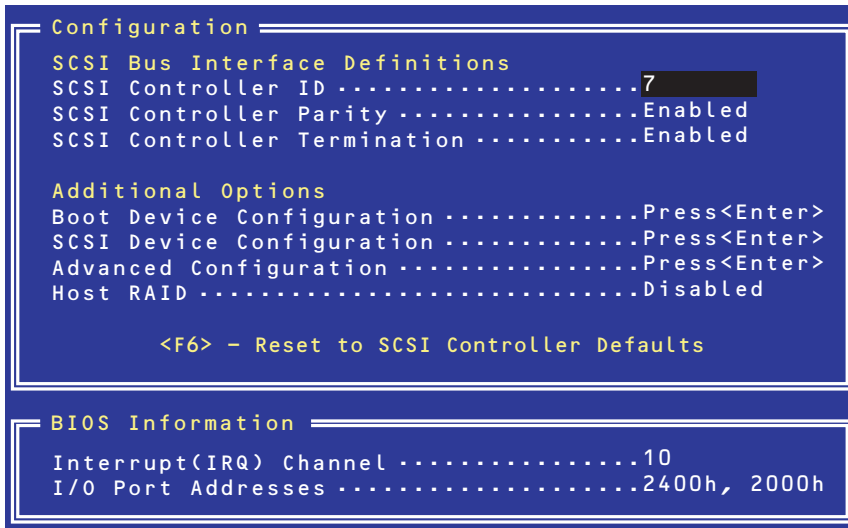 Configuration
SCSI Bus Interface Definitions
SCSI Controller ID ····················7
SCSI Controller Parity ················Enabled
SCSI Controller Termination ···········Enabled
Additional Options
Boot Device Configuration ·············Press<Enter>
SCSI Device Configuration ·············Press<Enter>
Advanced Configuration ················Press<Enter>
Host RAID ·····························Disabled
<F6> – Reset to SCSI Controller Defaults
BIOS Information
Interrupt(IRQ) Channel ················10
I/O Port Addresses ····················2400h, 2000h